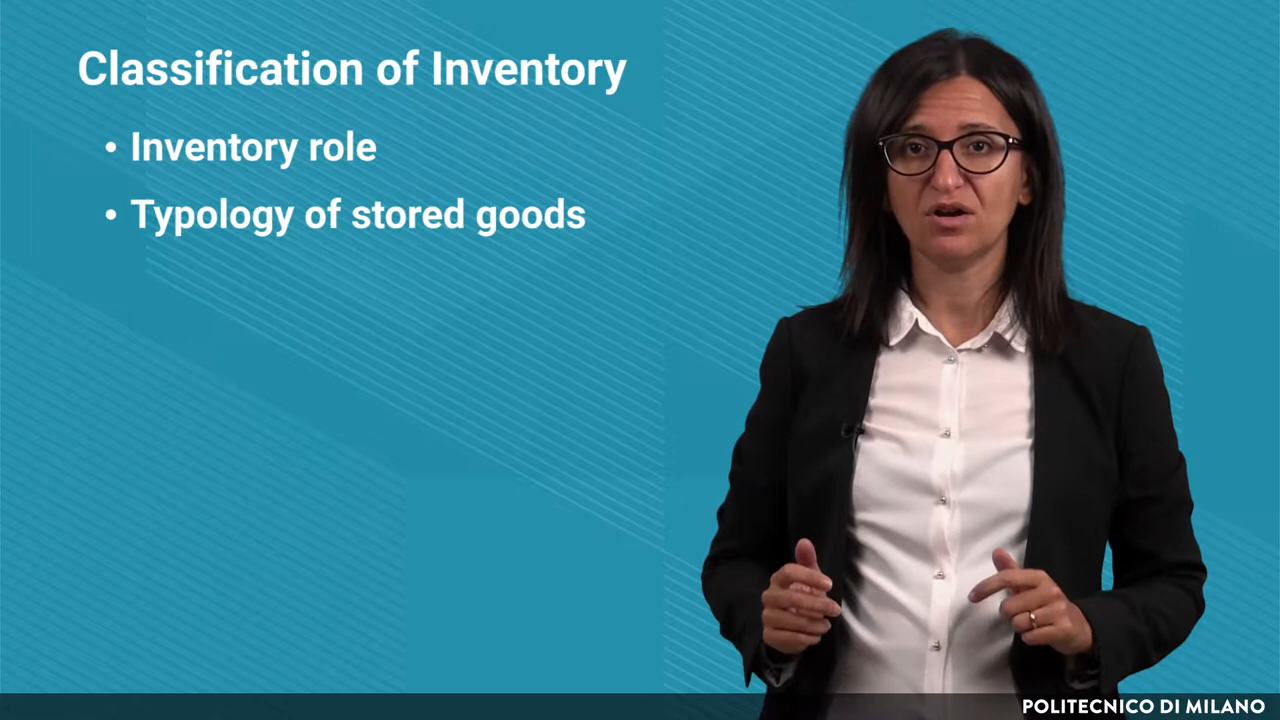 Classification of Inventory
• Inventory role
• Typology of stored goods
POLITECNICO DI MILANO